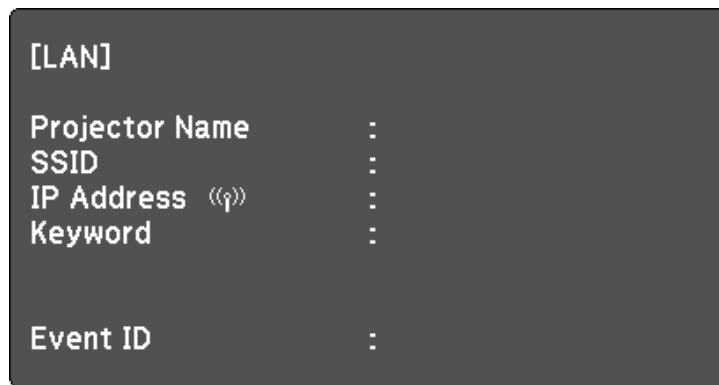 [LAN]
Projector Name :
SSID :
IP Address :
Keyword :
Event ID :